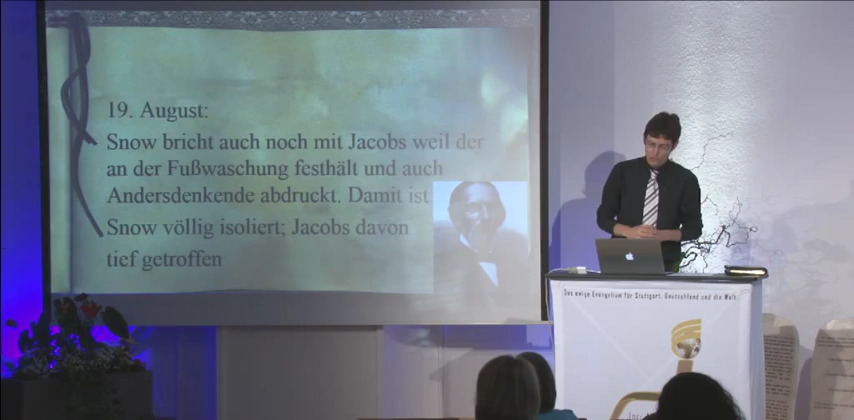 19. August:
Snow bricht auch noch mit Jacobs weil der
an der Fußwaschung festhält und auch
Andersdenkende abdruckt. Damit ist
Snow völlig isoliert; Jacobs davon
tief getroffen
Das ewige Evangelium für Stuttgart, Deutschland und die Welt